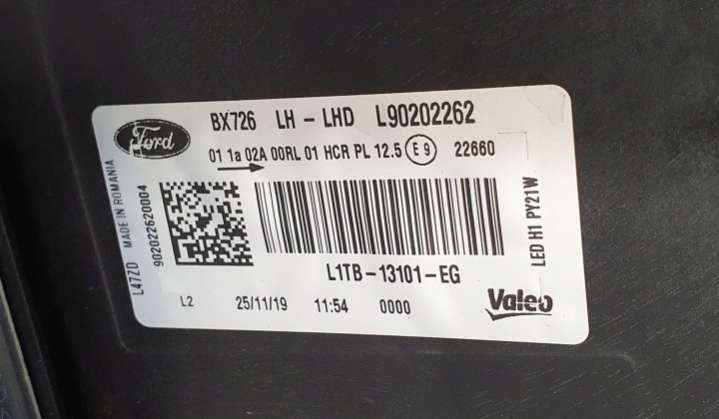 Ford
BX726 LH - LHD L90202262
01 1a 02A 00RL 01 HCR PL 12.5 E9 22660
L47ZD MADE IN ROMANIA
902022620004
LED H1 PY21W
L1TB-13101-EG
L2 25/11/19 11:54 0000
Valeo